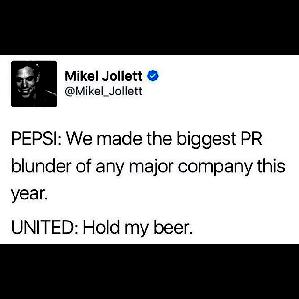 Mikel Jollett
@Mikel_Jollett
PEPSI: We made the biggest PR
blunder of any major company this
year.
UNITED: Hold my beer.